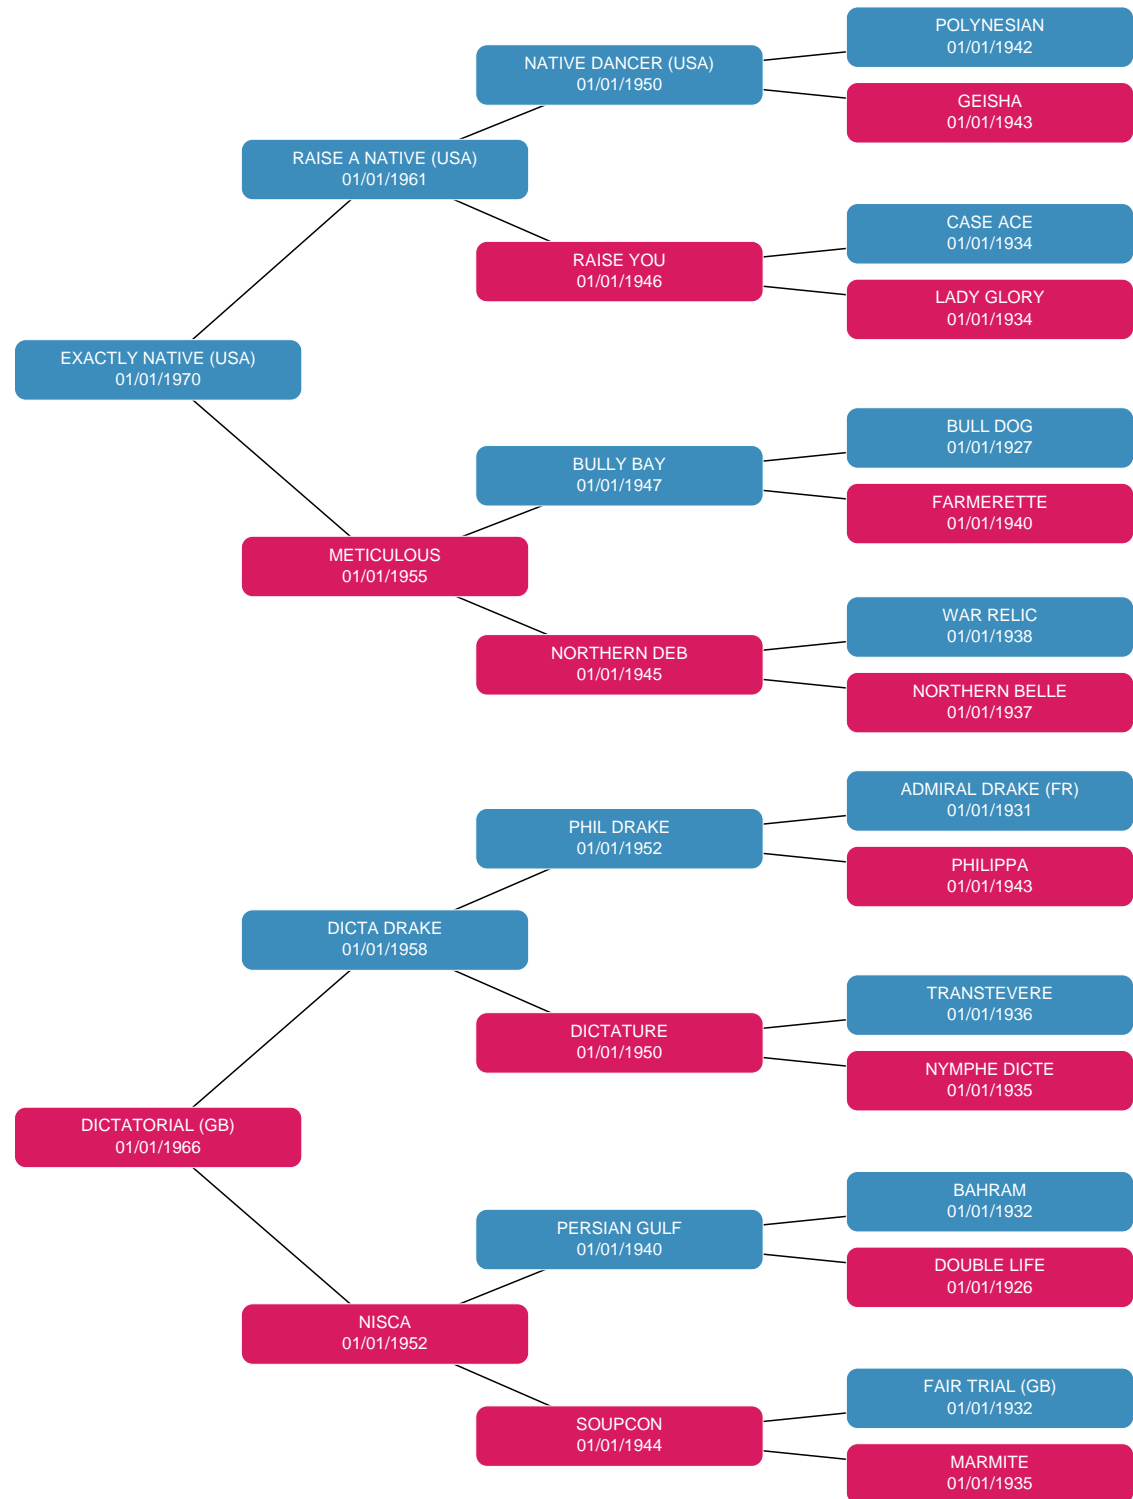 POLYNESIAN
01/01/1942
NATIVE DANCER (USA)
01/01/1950
GEISHA
01/01/1943
RAISE A NATIVE (USA)
01/01/1961
CASE ACE
01/01/1934
RAISE YOU
01/01/1946
LADY GLORY
01/01/1934
EXACTLY NATIVE (USA)
01/01/1970
BULL DOG
01/01/1927
BULLY BAY
01/01/1947
FARMERETTE
01/01/1940
METICULOUS
01/01/1955
WAR RELIC
01/01/1938
NORTHERN DEB
01/01/1945
NORTHERN BELLE
01/01/1937
ADMIRAL DRAKE (FR)
01/01/1931
PHIL DRAKE
01/01/1952
PHILIPPA
01/01/1943
DICTA DRAKE
01/01/1958
TRANSTEVERE
01/01/1936
DICTATURE
01/01/1950
NYMPHE DICTE
01/01/1935
DICTATORIAL (GB)
01/01/1966
BAHRAM
01/01/1932
PERSIAN GULF
01/01/1940
DOUBLE LIFE
01/01/1926
NISCA
01/01/1952
FAIR TRIAL (GB)
01/01/1932
SOUPCON
01/01/1944
MARMITE
01/01/1935